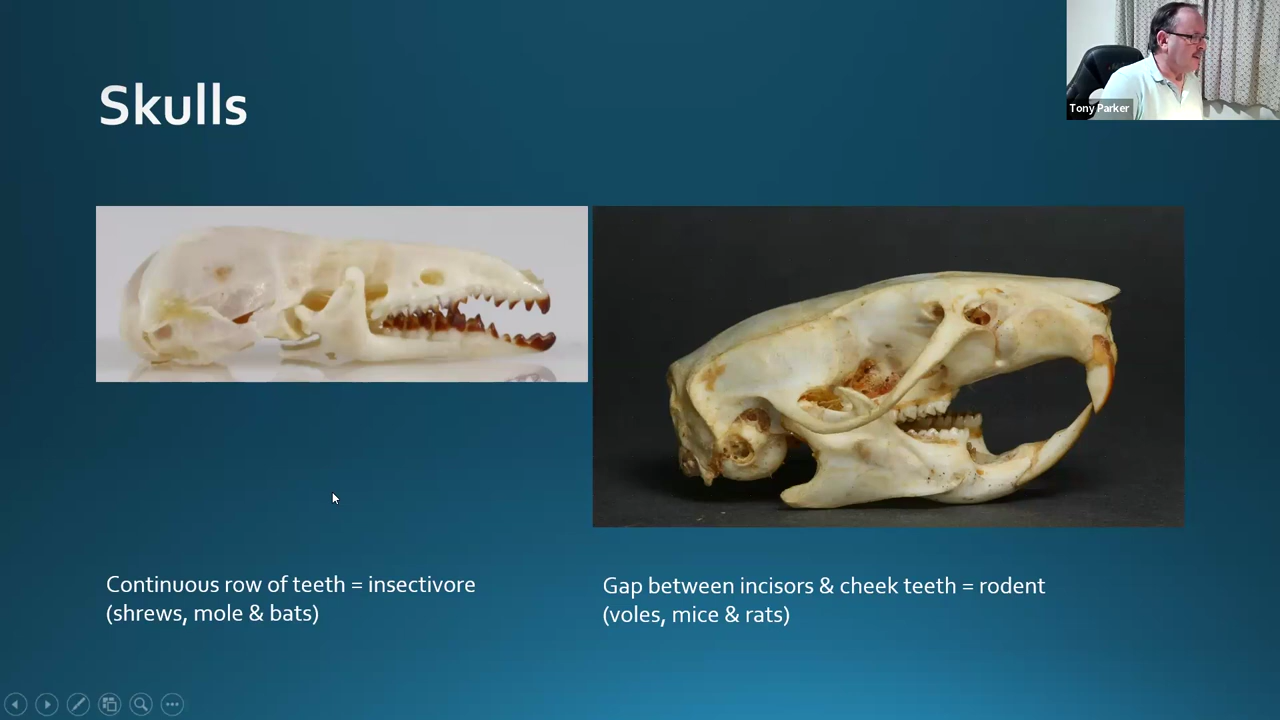 Skulls
Tony Parker
Continuous row of teeth = insectivore
(shrews, mole & bats)
Gap between incisors & cheek teeth = rodent
(voles, mice & rats)